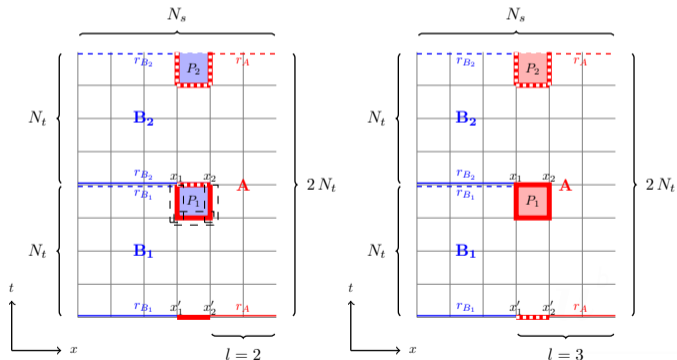 N_s
r_{B_2} P_2 r_A
N_t B_2
r_{B_2} x_1 x_2
r_{B_1} P_1 A
2 N_t
N_t B_1
r_{B_1} x'_1 x'_2 r_A
t
x
l = 2
N_s
r_{B_2} P_2 r_A
N_t B_2
r_{B_2} x_1 x_2
r_{B_1} P_1 A
2 N_t
N_t B_1
r_{B_1} x'_1 x'_2 r_A
t
x
l = 3